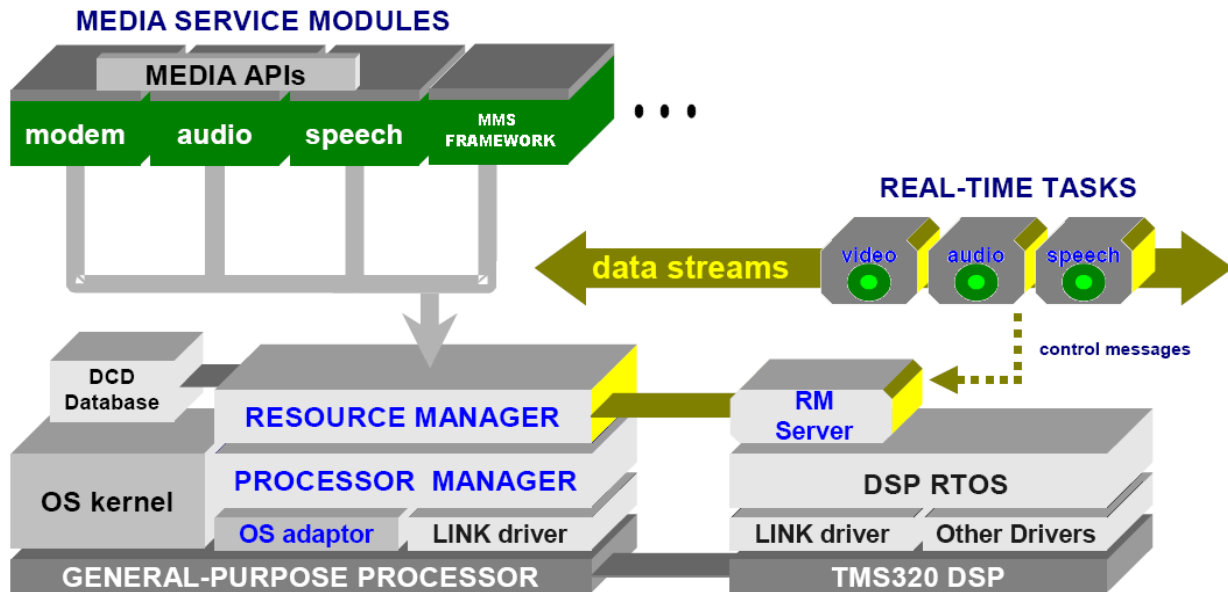 MEDIA SERVICE MODULES
MEDIA APIs
modem
audio
speech
MMS
FRAMEWORK
REAL-TIME TASKS
data streams
video
audio
speech
control messages
DCD
Database
RESOURCE MANAGER
RM
Server
OS kernel
PROCESSOR MANAGER
DSP RTOS
OS adaptor
LINK driver
LINK driver
Other Drivers
GENERAL-PURPOSE PROCESSOR
TMS320 DSP